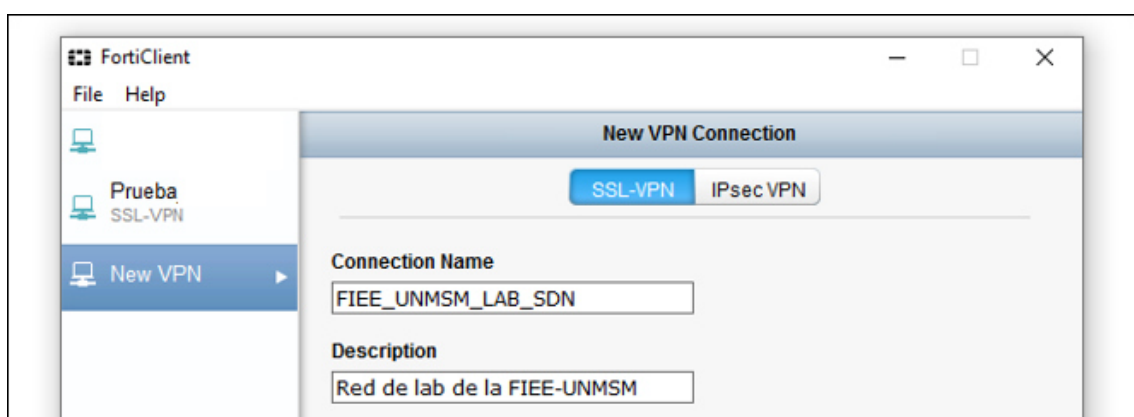 FortiClient
File Help
New VPN Connection
SSL-VPN IPsec VPN
Prueba
SSL-VPN
New VPN
Connection Name
FIEE_UNMSM_LAB_SDN
Description
Red de lab de la FIEE-UNMSM